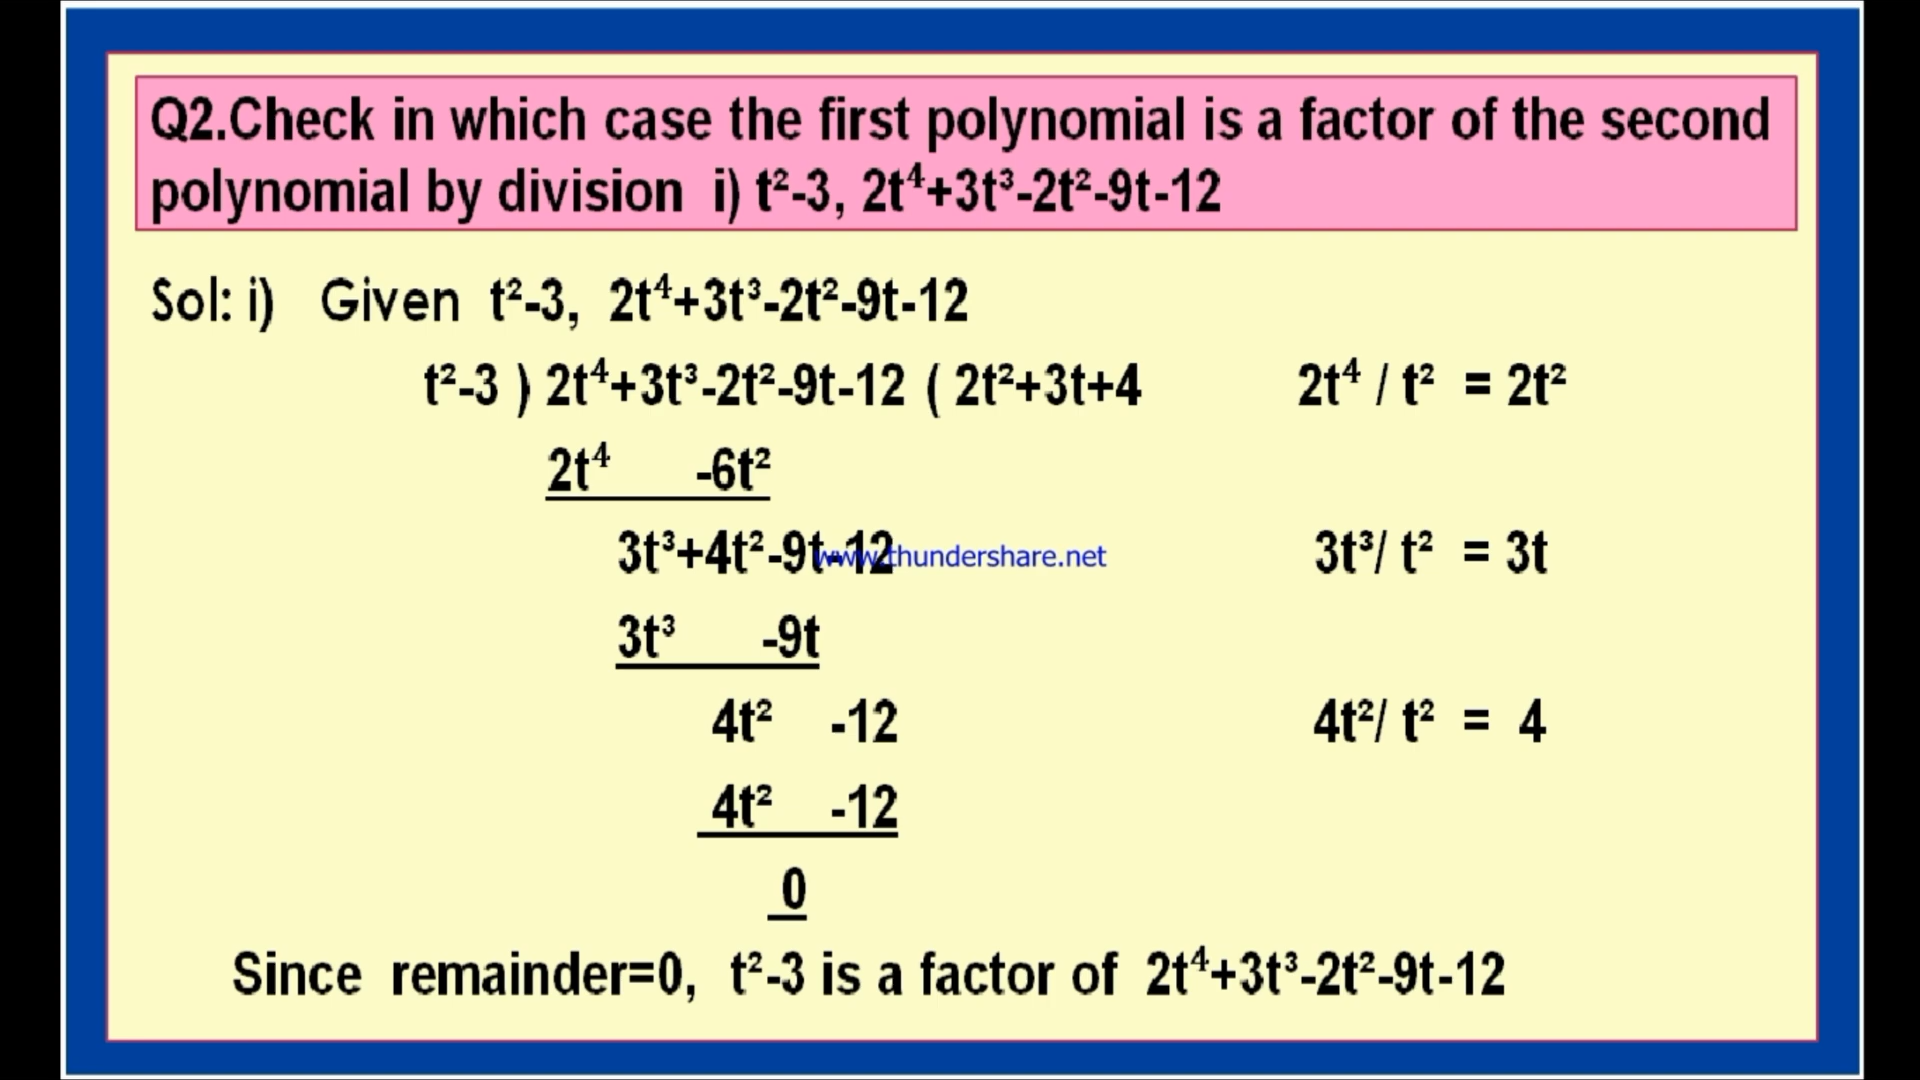 Q2.Check in which case the first polynomial is a factor of the second
polynomial by division i) t²-3, 2t⁴+3t³-2t²-9t-12
Sol: i) Given t²-3, 2t⁴+3t³-2t²-9t-12
t²-3 ) 2t⁴+3t³-2t²-9t-12 ( 2t²+3t+4 2t⁴ / t² = 2t²
2t⁴ -6t²
3t³+4t²-9t-12 3t³/ t² = 3t
www.thundershare.net
3t³ -9t
4t² -12 4t²/ t² = 4
4t² -12
0
Since remainder=0, t²-3 is a factor of 2t⁴+3t³-2t²-9t-12